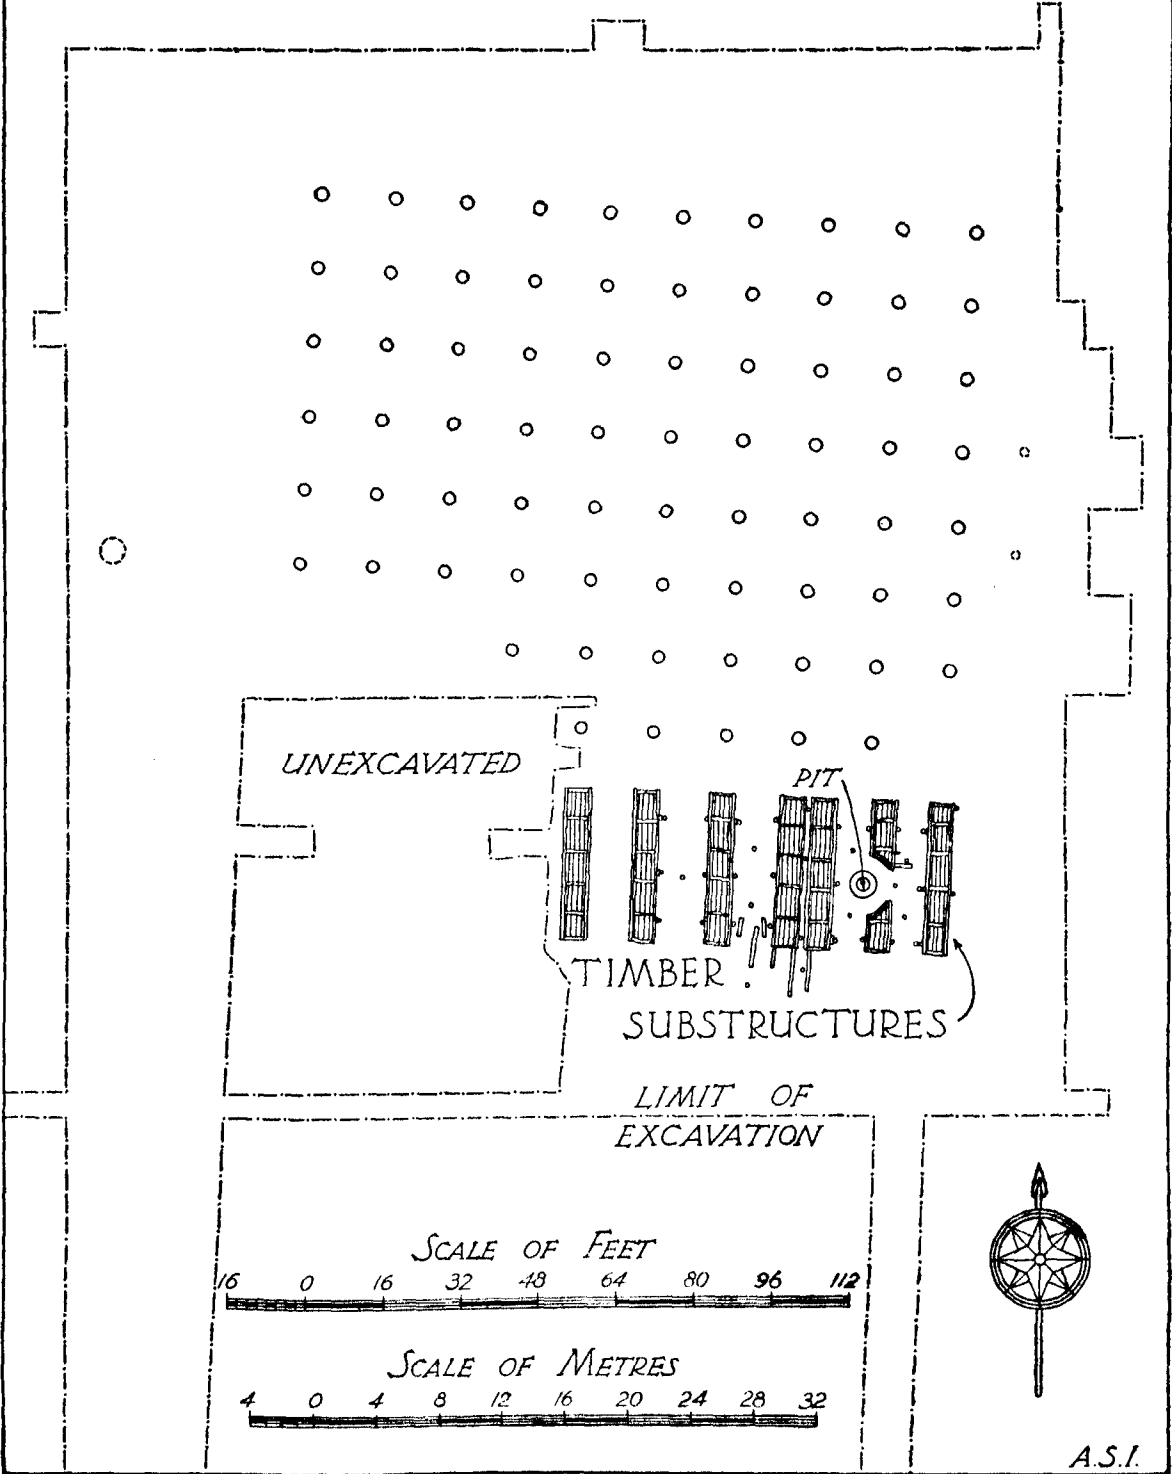 UNEXCAVATED
PIT
TIMBER
SUBSTRUCTURES
LIMIT OF
EXCAVATION
SCALE OF FEET
16 0 16 32 48 64 80 96 112
SCALE OF METRES
4 0 4 8 12 16 20 24 28 32
A.S.I.